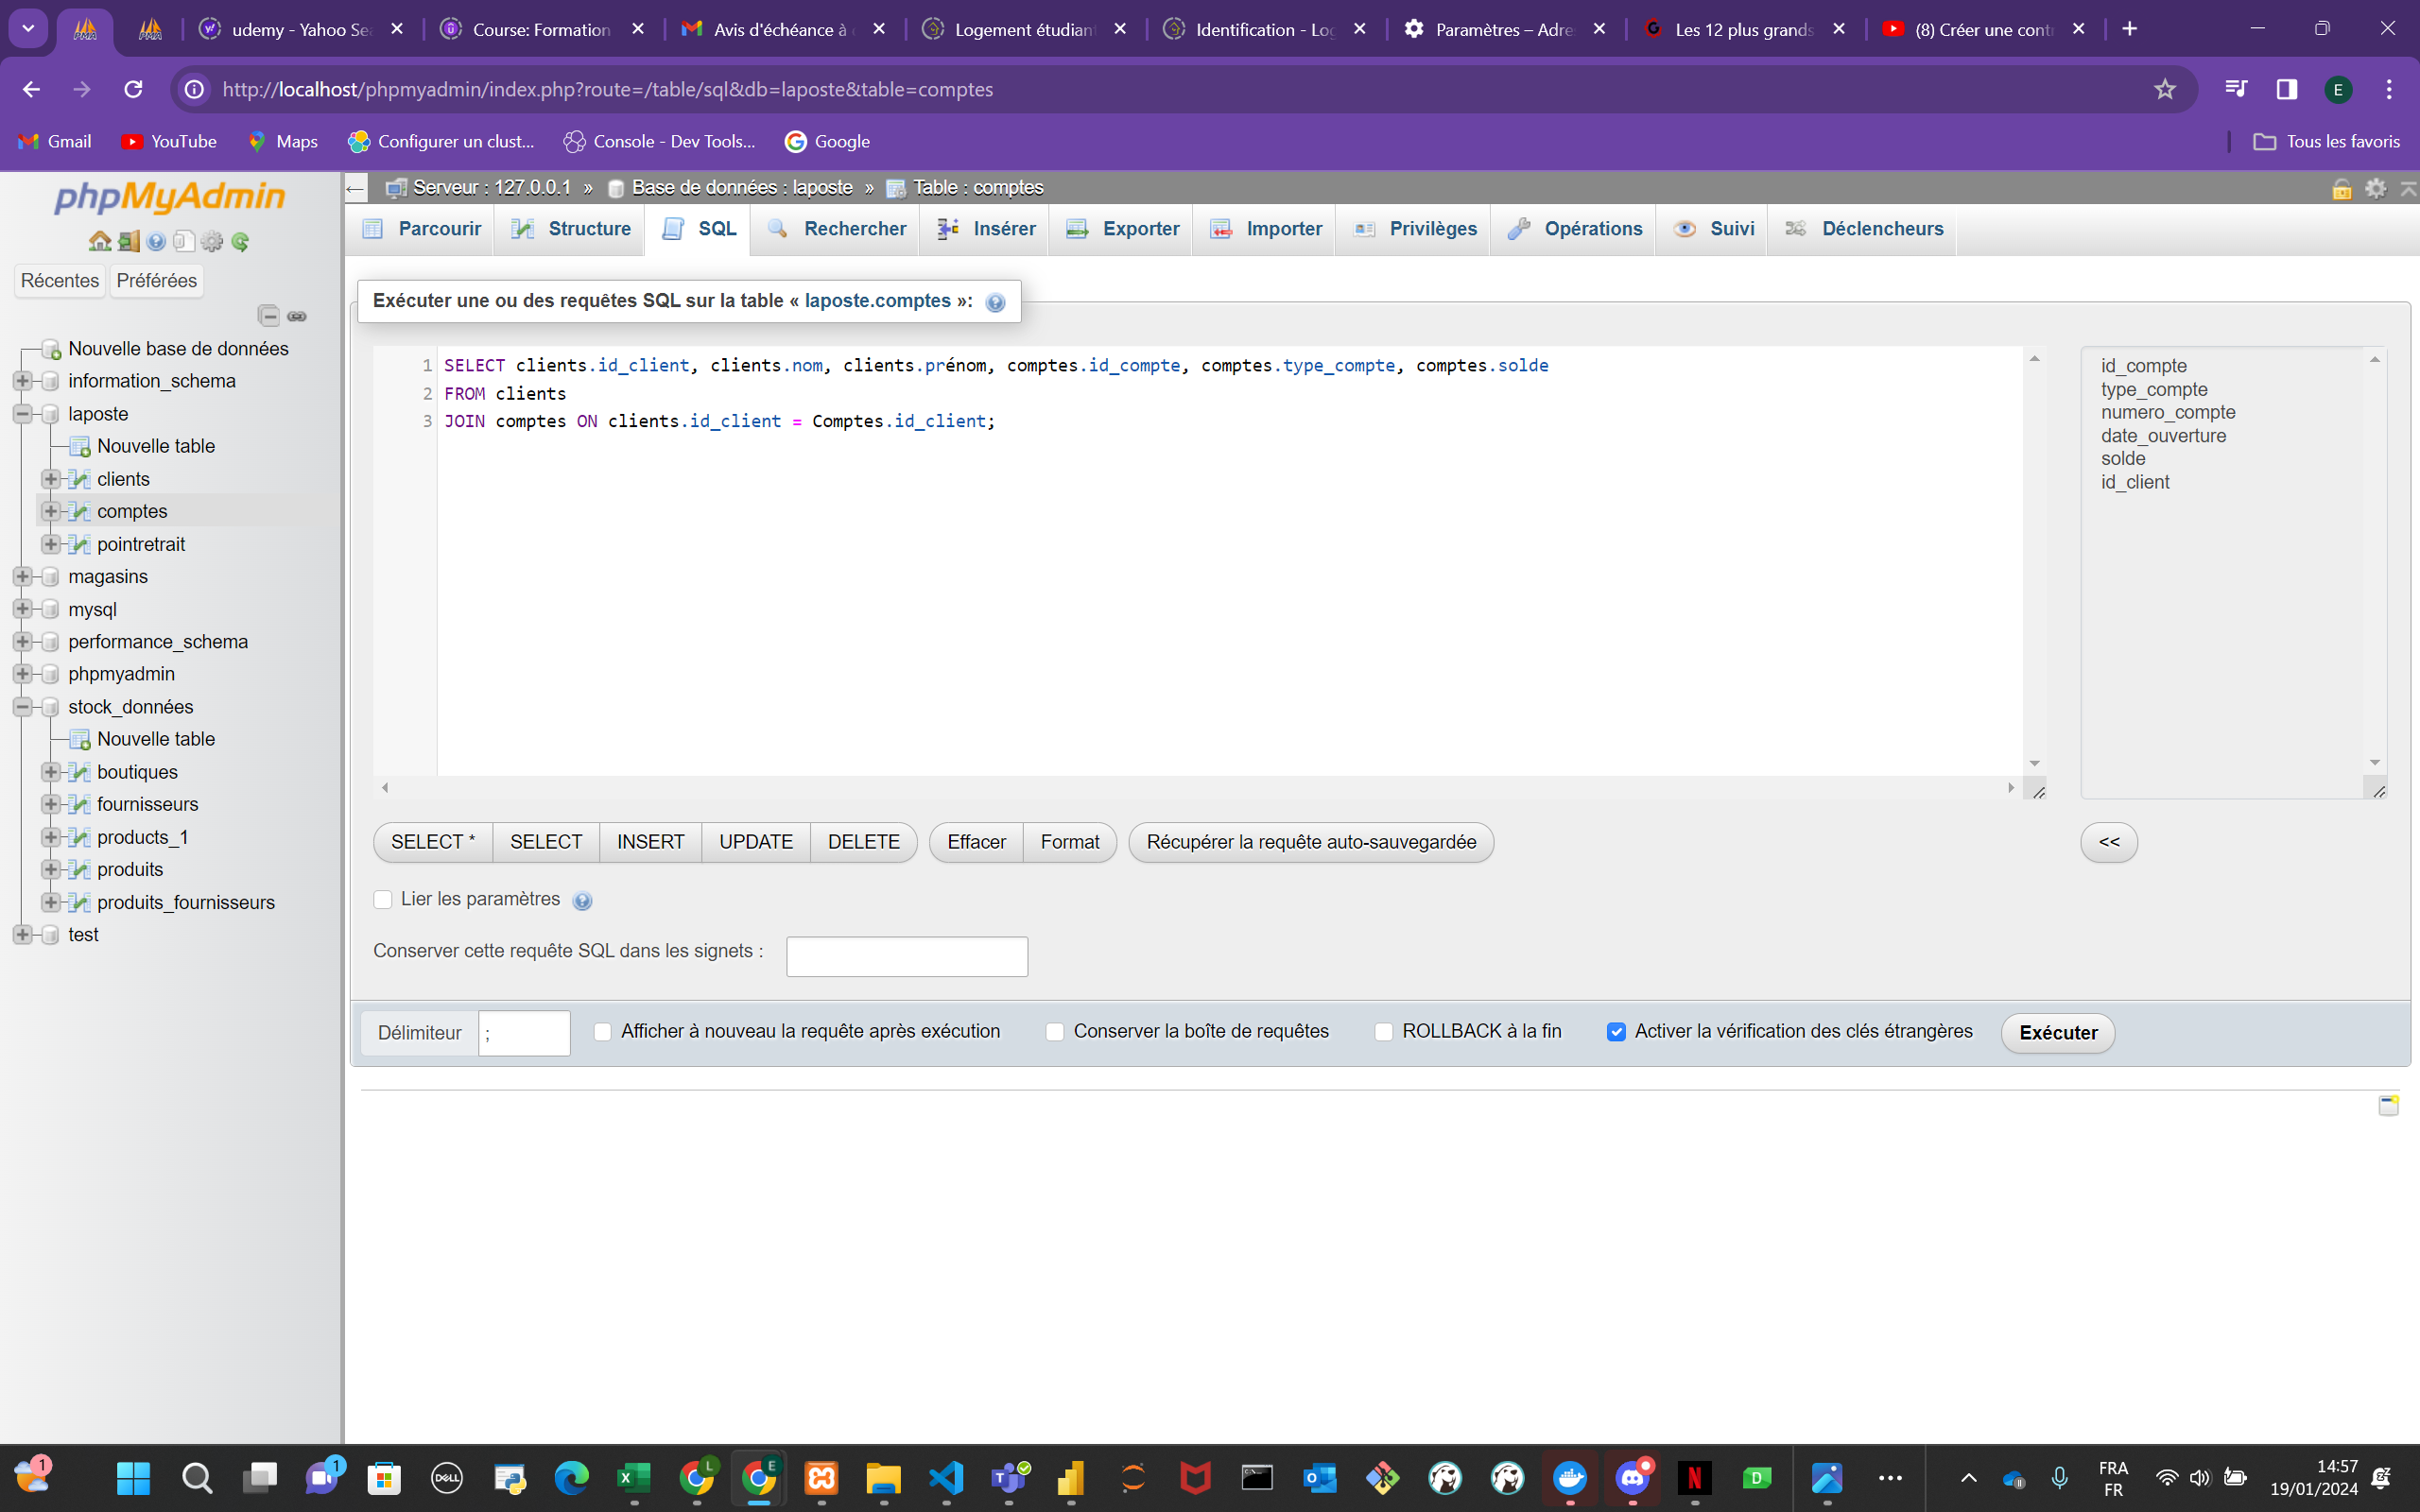 udemy - Yahoo Sea
Course: Formation
Avis d'échéance à
Logement étudian
Identification - Log
Paramètres – Adre
Les 12 plus grands
(8) Créer une cont
http://localhost/phpmyadmin/index.php?route=/table/sql&db=laposte&table=comptes
E
Gmail
YouTube
Maps
Configurer un clust...
Console - Dev Tools...
Google
Tous les favoris
phpMyAdmin
Récentes
Préférées
Nouvelle base de données
information_schema
laposte
Nouvelle table
clients
comptes
pointretrait
magasins
mysql
performance_schema
phpmyadmin
stock_données
Nouvelle table
boutiques
fournisseurs
products_1
produits
produits_fournisseurs
test
Serveur : 127.0.0.1 » Base de données : laposte » Table : comptes
Parcourir
Structure
SQL
Rechercher
Insérer
Exporter
Importer
Privilèges
Opérations
Suivi
Déclencheurs
Exécuter une ou des requêtes SQL sur la table « laposte.comptes »:
1 SELECT clients.id_client, clients.nom, clients.prénom, comptes.id_compte, comptes.type_compte, comptes.solde
2 FROM clients
3 JOIN comptes ON clients.id_client = Comptes.id_client;
id_compte
type_compte
numero_compte
date_ouverture
solde
id_client
SELECT *
SELECT
INSERT
UPDATE
DELETE
Effacer
Format
Récupérer la requête auto-sauvegardée
<<
Lier les paramètres
Conserver cette requête SQL dans les signets :
Délimiteur
;
Afficher à nouveau la requête après exécution
Conserver la boîte de requêtes
ROLLBACK à la fin
Activer la vérification des clés étrangères
Exécuter
1
1
DELL
L
E
FRA
FR
14:57
19/01/2024